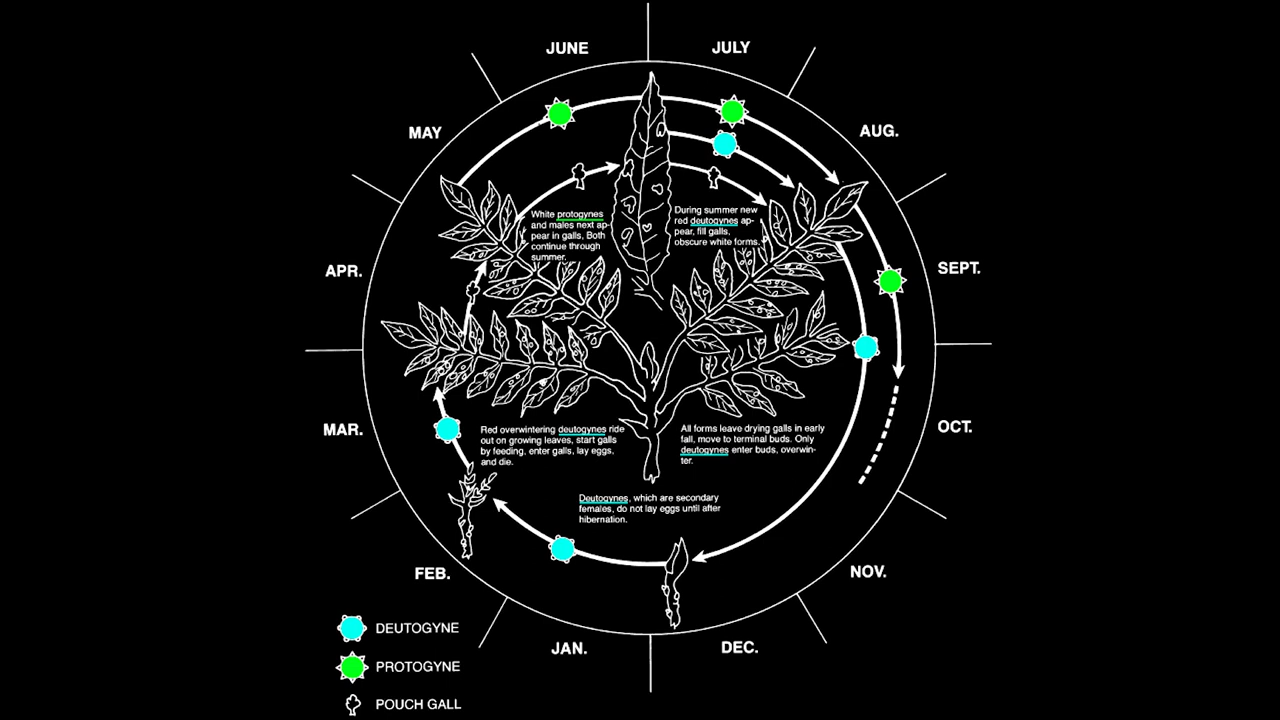 JUNE
JULY
MAY
AUG.
White protogynes
and males next ap-
pear in galls, Both
continue through
summer.
During summer new
red deutogynes ap-
pear, fill galls,
obscure white forms.
APR.
SEPT.
MAR.
OCT.
Red overwintering deutogynes ride
out on growing leaves, start galls
by feeding, enter galls, lay eggs,
and die.
All forms leave drying galls in early
fall, move to terminal buds. Only
deutogynes enter buds, overwin-
ter.
Deutogynes, which are secondary
females, do not lay eggs until after
hibernation.
FEB.
NOV.
JAN.
DEC.
DEUTOGYNE
PROTOGYNE
POUCH GALL